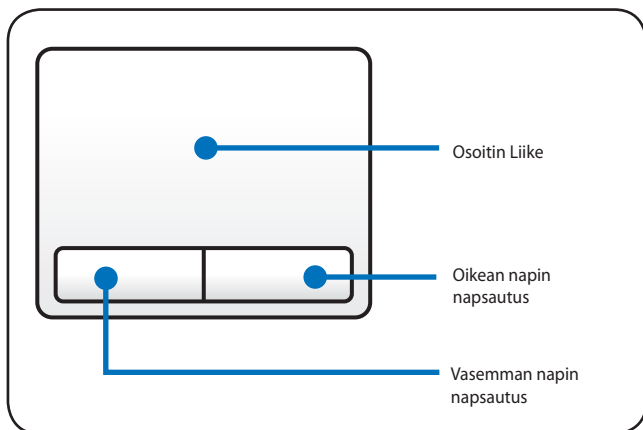 Osoitin Liike
Oikean napin
napsautus
Vasemman napin
napsautus